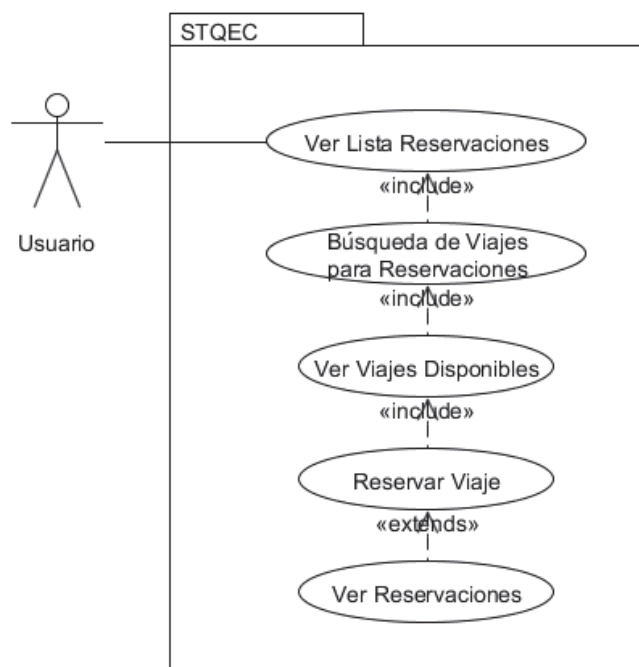 STQEC
Usuario
Ver Lista Reservaciones
«include»
Búsqueda de Viajes
para Reservaciones
«include»
Ver Viajes Disponibles
«include»
Reservar Viaje
«extends»
Ver Reservaciones